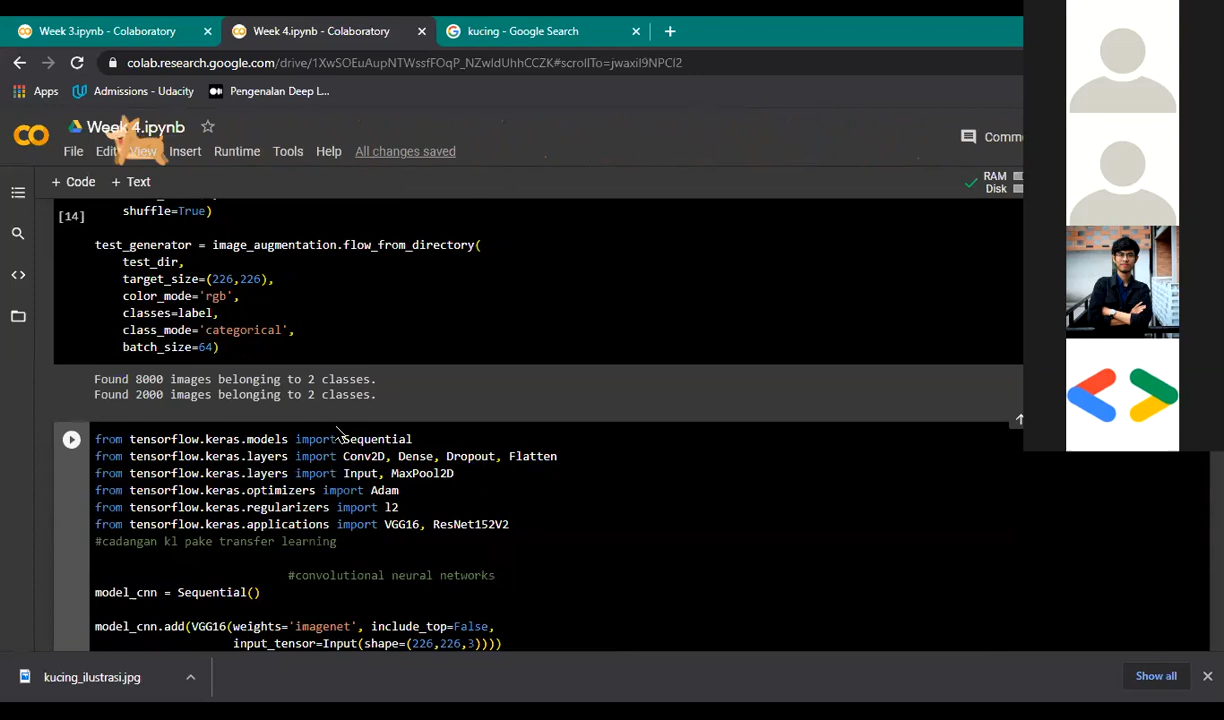 Week 3.ipynb - Colaboratory
Week 4.ipynb - Colaboratory
kucing - Google Search
colab.research.google.com/drive/1XwSOEuAupNTWssfFOqP_NZwldUhhCCZK#scrollTo=jwaxiI9NPCl2
Apps
Admissions - Udacity
Pengenalan Deep L...
Week 4.ipynb
File Edit View Insert Runtime Tools Help All changes saved
Comme
+ Code + Text
RAM
Disk
shuffle=True)
[14]
test_generator = image_augmentation.flow_from_directory(
test_dir,
target_size=(226,226),
color_mode='rgb',
classes=label,
class_mode='categorical',
batch_size=64)
Found 8000 images belonging to 2 classes.
Found 2000 images belonging to 2 classes.
from tensorflow.keras.models import Sequential
from tensorflow.keras.layers import Conv2D, Dense, Dropout, Flatten
from tensorflow.keras.layers import Input, MaxPool2D
from tensorflow.keras.optimizers import Adam
from tensorflow.keras.regularizers import l2
from tensorflow.keras.applications import VGG16, ResNet152V2
#cadangan kl pake transfer learning
#convolutional neural networks
model_cnn = Sequential()
model_cnn.add(VGG16(weights='imagenet', include_top=False,
input_tensor=Input(shape=(226,226,3))))
kucing_ilustrasi.jpg
Show all